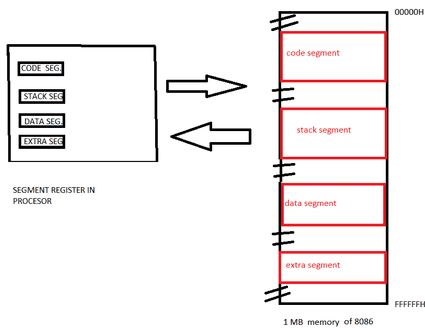 00000H
code segment
CODE SEG.
STACK SEG
DATA SEG.
EXTRA SEG
stack segment
SEGMENT REGISTER IN
PROCESOR
data segment
extra segment
FFFFFFH
1 MB memory of 8086